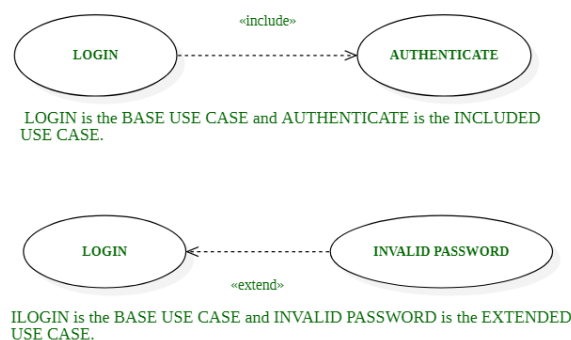 «include»
LOGIN
AUTHENTICATE
LOGIN is the BASE USE CASE and AUTHENTICATE is the INCLUDED
USE CASE.
LOGIN
INVALID PASSWORD
«extend»
ILOGIN is the BASE USE CASE and INVALID PASSWORD is the EXTENDED
USE CASE.